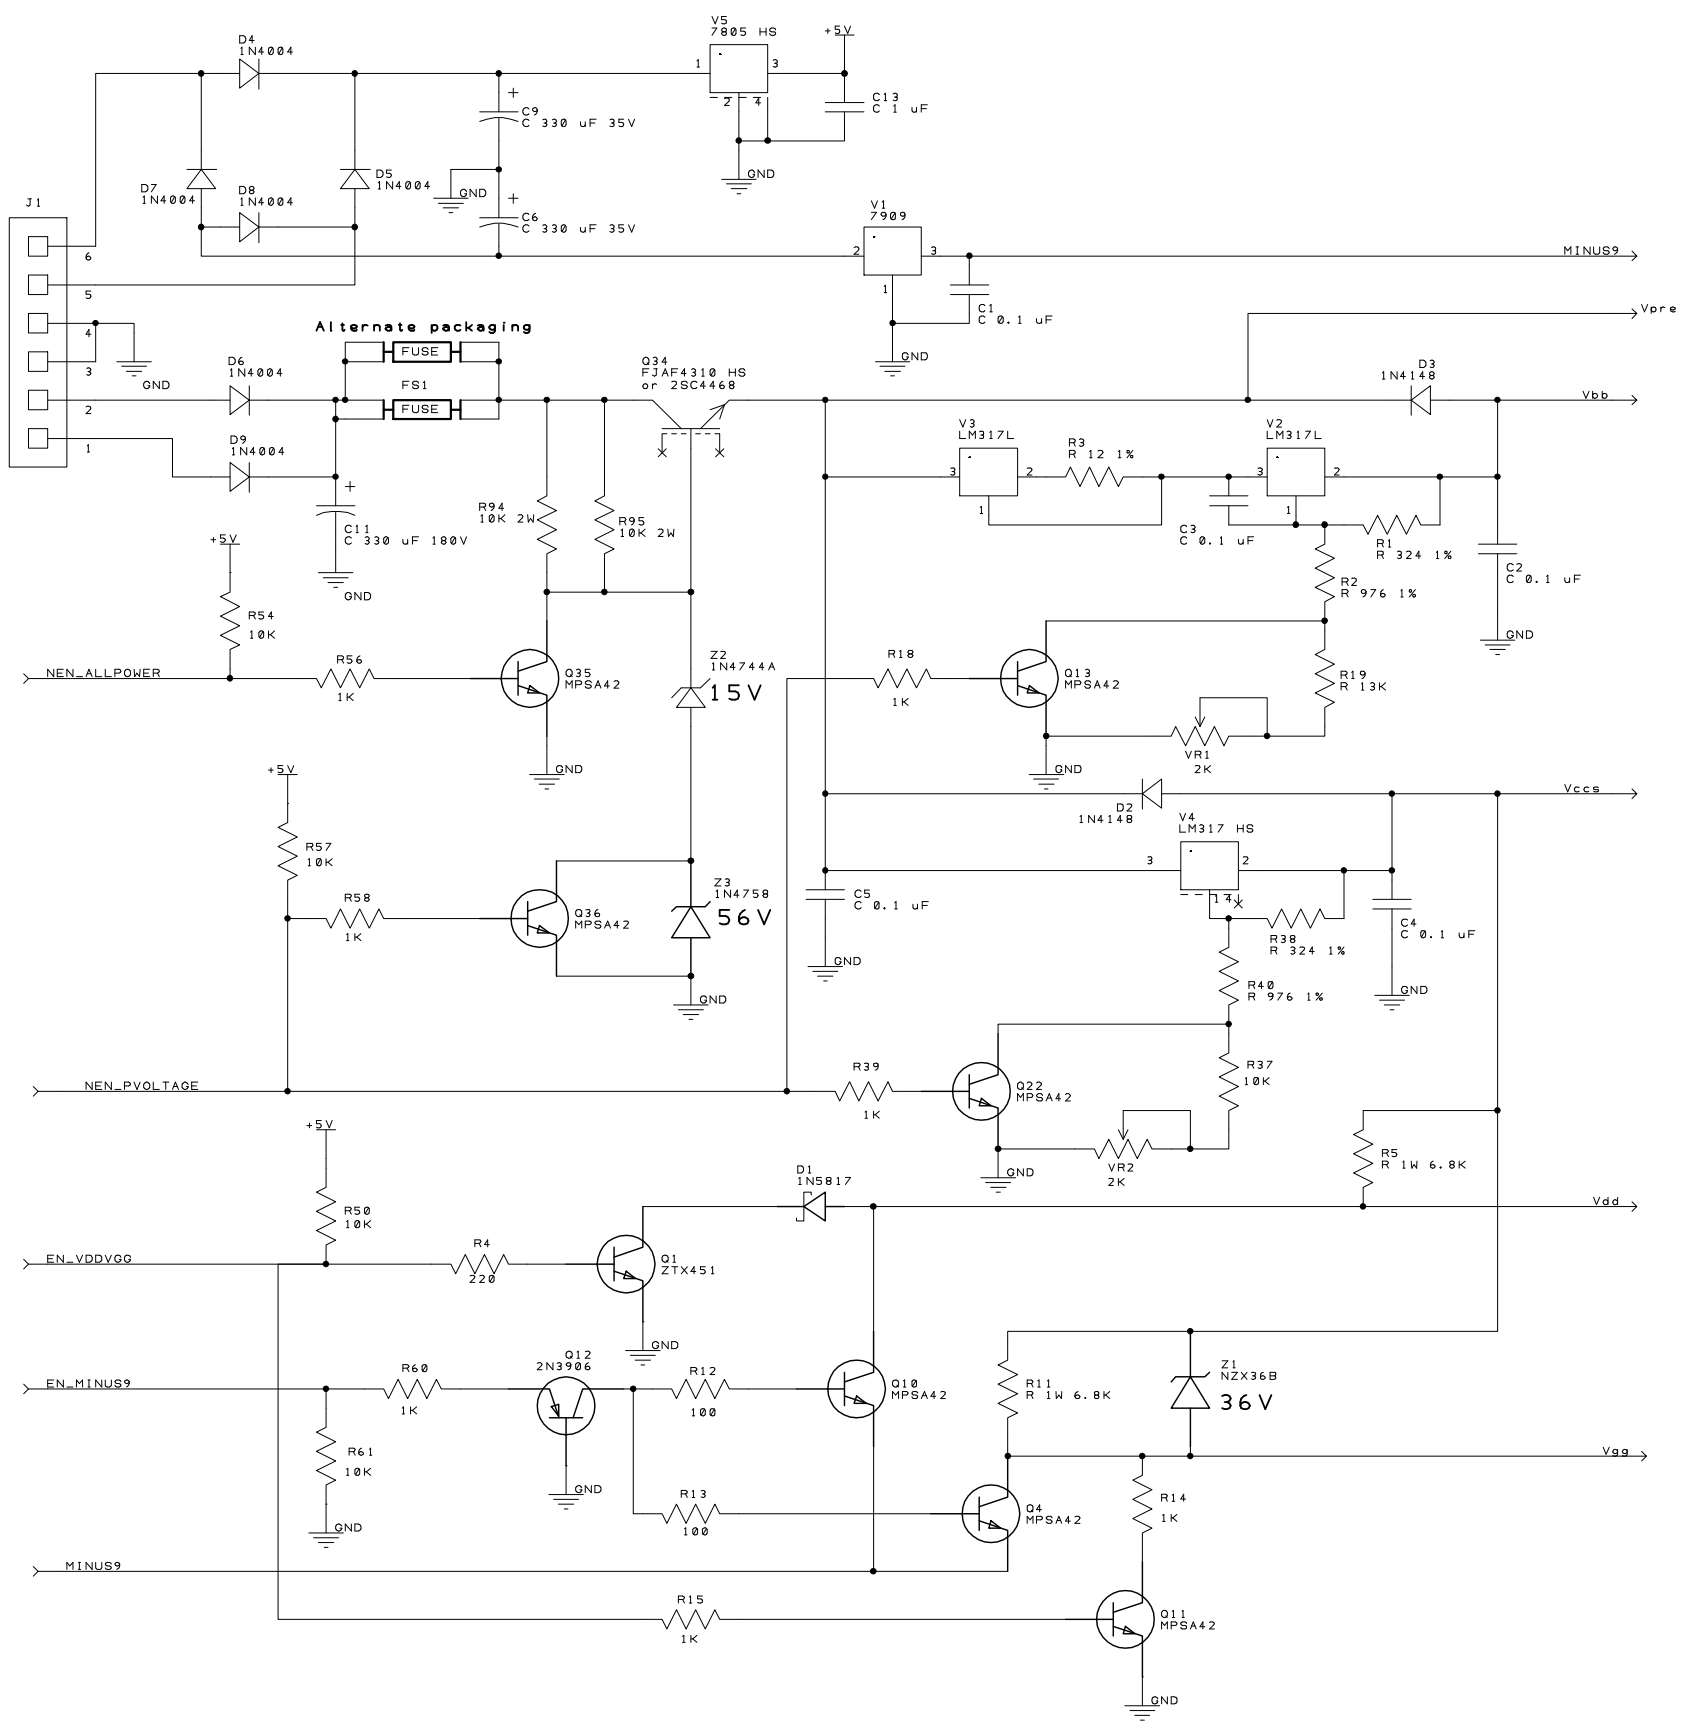 V5
7805 HS
+5V
D4
1N4004
1
3
2
4
C13
C 1 uF
C9
C 330 uF 35V
+
GND
D7
1N4004
D8
1N4004
D5
1N4004
GND
+
C6
C 330 uF 35V
J1
6
5
4
3
2
1
GND
V1
7909
2
3
1
MINUS9
C1
C 0.1 uF
GND
Vpre
Alternate packaging
FUSE
FS1
FUSE
D6
1N4004
D9
1N4004
Q34
FJAF4310 HS
or 2SC4468
D3
1N4148
Vbb
V3
LM317L
3
2
1
R3
R 12 1%
V2
LM317L
3
2
1
+
C11
C 330 uF 180V
GND
R94
10K 2W
R95
10K 2W
C3
C 0.1 uF
R1
R 324 1%
C2
C 0.1 uF
GND
R2
R 976 1%
+5V
R54
10K
NEN_ALLPOWER
R56
1K
Q35
MPSA42
GND
Z2
1N4744A
15V
R18
1K
Q13
MPSA42
R19
R 13K
VR1
2K
GND
+5V
R57
10K
R58
1K
Q36
MPSA42
Z3
1N4758
56V
GND
D2
1N4148
Vccs
V4
LM317 HS
3
2
1
4
C5
C 0.1 uF
GND
R38
R 324 1%
C4
C 0.1 uF
GND
R40
R 976 1%
NEN_PVOLTAGE
R39
1K
Q22
MPSA42
R37
10K
VR2
2K
GND
R5
R 1W 6.8K
+5V
R50
10K
D1
1N5817
Vdd
EN_VDDVGG
R4
220
Q1
ZTX451
GND
EN_MINUS9
R60
1K
Q12
2N3906
R12
100
Q10
MPSA42
R11
R 1W 6.8K
Z1
NZX36B
36V
R61
10K
GND
GND
Vgg
R13
100
Q4
MPSA42
R14
1K
MINUS9
R15
1K
Q11
MPSA42
GND